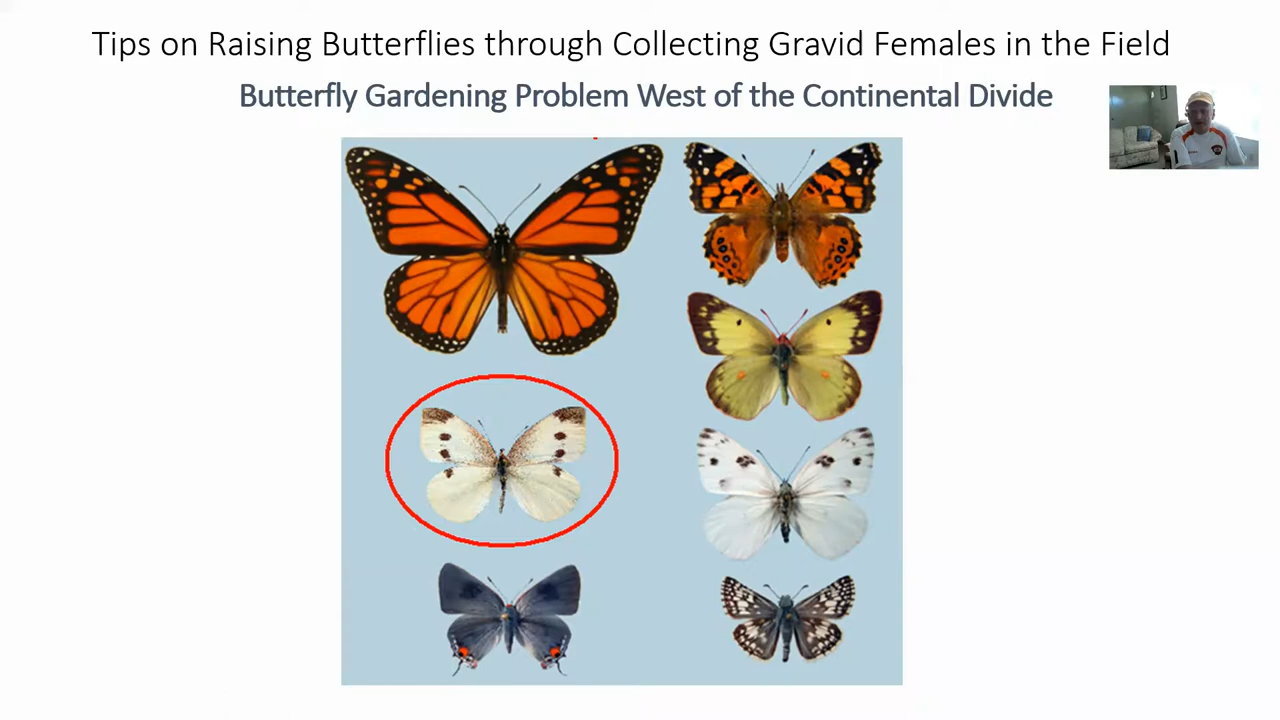 Tips on Raising Butterflies through Collecting Gravid Females in the Field
Butterfly Gardening Problem West of the Continental Divide